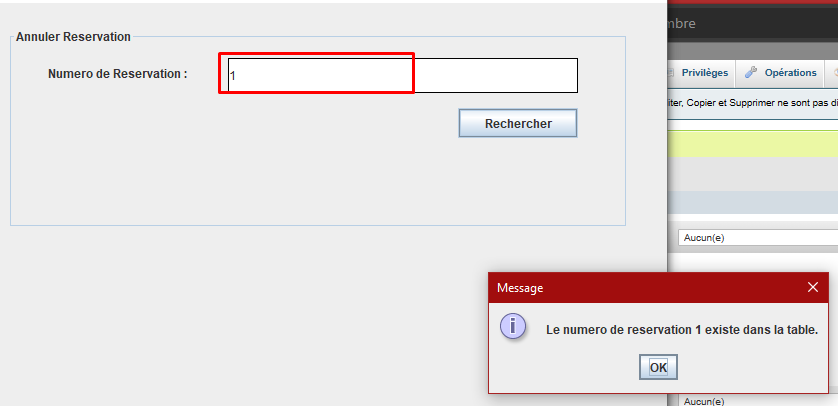 Annuler Reservation
Numero de Reservation :
1
Rechercher
mbre
Privilèges
Opérations
iter, Copier et Supprimer ne sont pas di
Aucun(e)
Message
Le numero de reservation 1 existe dans la table.
OK
Aucun(e)